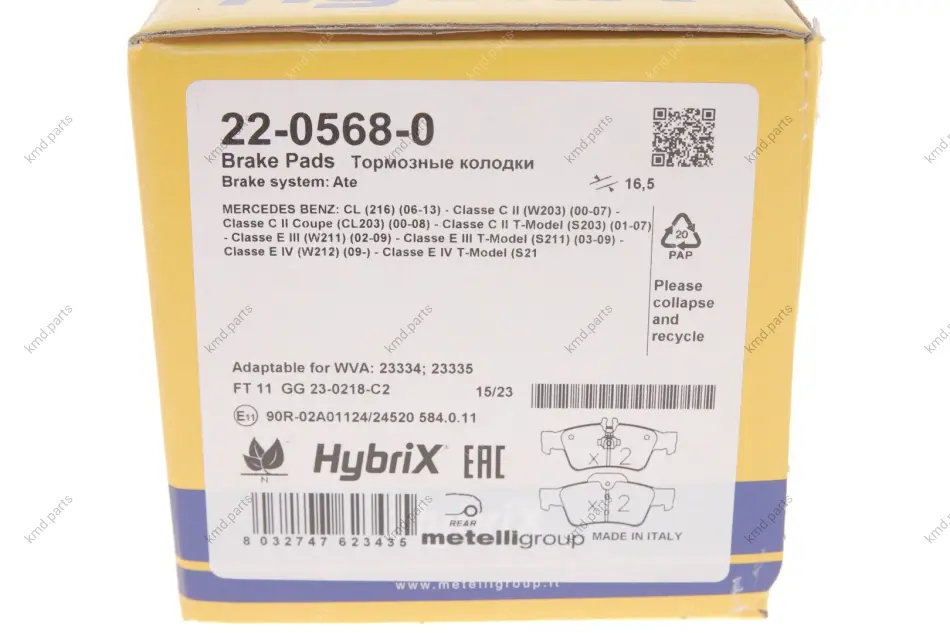 HybriX
22-0568-0
Brake Pads Тормозные колодки
Brake system: Ate
16,5
MERCEDES BENZ: CL (216) (06-13) - Classe C II (W203) (00-07) -
Classe C II Coupe (CL203) (00-08) - Classe C II T-Model (S203) (01-07)
- Classe E III (W211) (02-09) - Classe E III T-Model (S211) (03-09) -
Classe E IV (W212) (09-) - Classe E IV T-Model (S21
20
PAP
Please
collapse
and
recycle
Adaptable for WVA: 23334; 23335
FT 11 GG 23-0218-C2
15/23
E11 90R-02A01124/24520 584.0.11
N
HybriX EAC
x 2
x 2
REAR
8 032747 623435
metelligroup MADE IN ITALY
www.metelligroup.it
kmd.parts